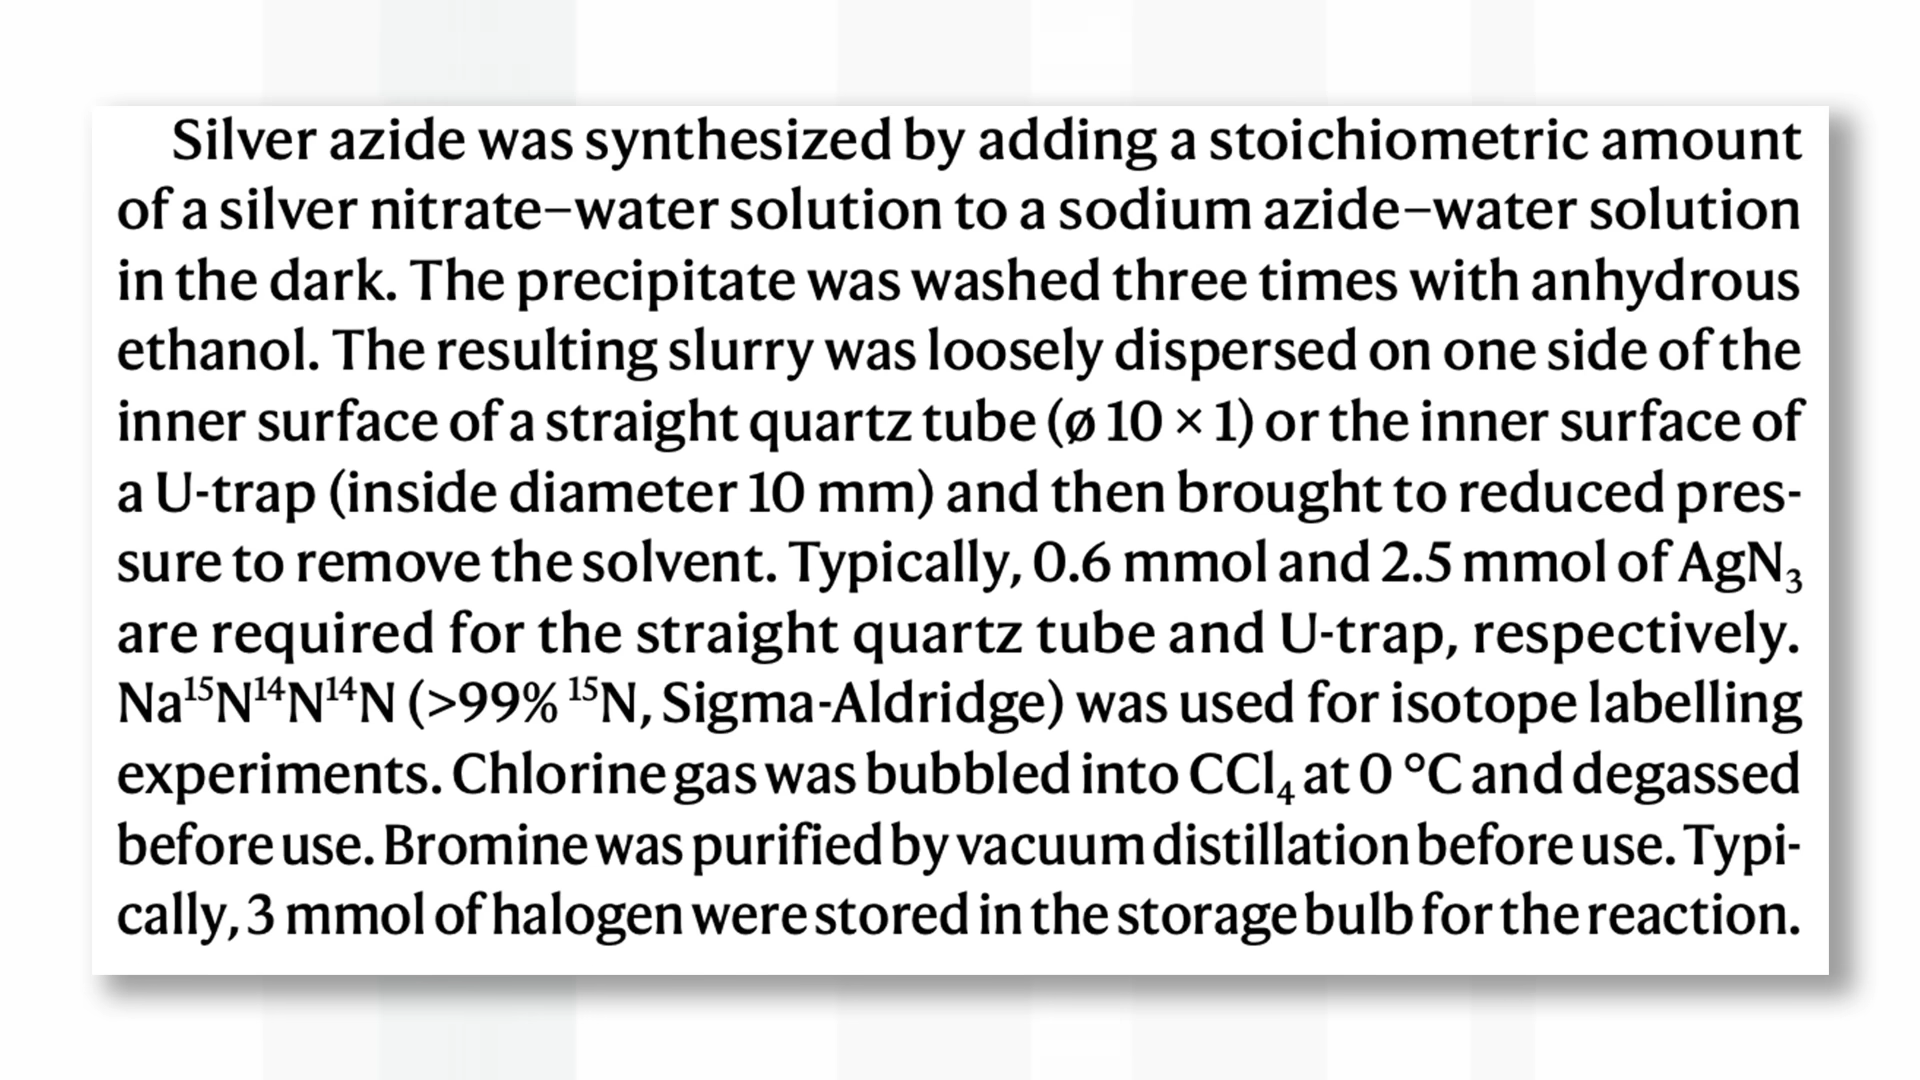 Silver azide was synthesized by adding a stoichiometric amount
of a silver nitrate–water solution to a sodium azide–water solution
in the dark. The precipitate was washed three times with anhydrous
ethanol. The resulting slurry was loosely dispersed on one side of the
inner surface of a straight quartz tube (ø 10 × 1) or the inner surface of
a U-trap (inside diameter 10 mm) and then brought to reduced pres-
sure to remove the solvent. Typically, 0.6 mmol and 2.5 mmol of AgN₃
are required for the straight quartz tube and U-trap, respectively.
Na¹⁵N¹⁴N¹⁴N (>99% ¹⁵N, Sigma-Aldridge) was used for isotope labelling
experiments. Chlorine gas was bubbled into CCl₄ at 0 °C and degassed
before use. Bromine was purified by vacuum distillation before use. Typi-
cally, 3 mmol of halogen were stored in the storage bulb for the reaction.